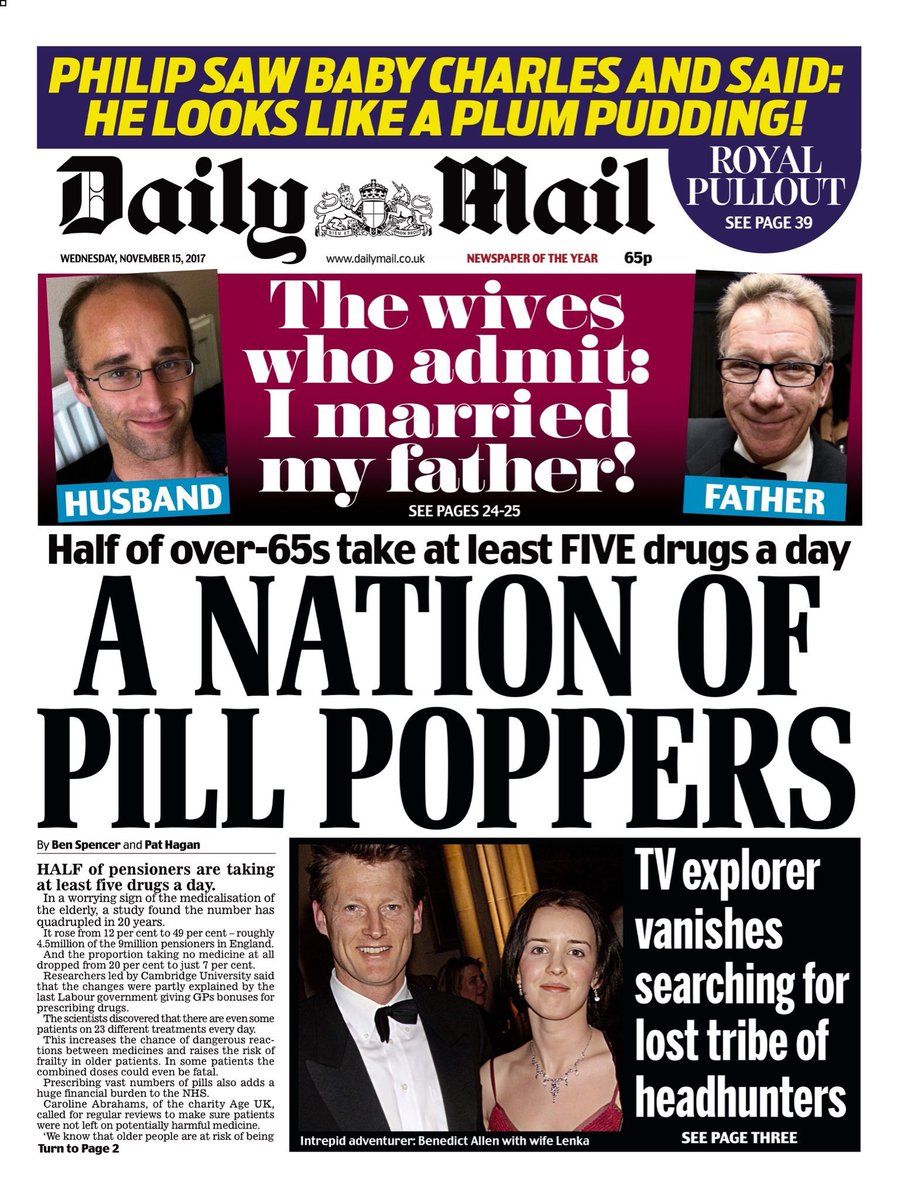 PHILIP SAW BABY CHARLES AND SAID:
HE LOOKS LIKE A PLUM PUDDING!
ROYAL
PULLOUT
SEE PAGE 39
Daily Mail
DIEU ET MON DROIT
WEDNESDAY, NOVEMBER 15, 2017
www.dailymail.co.uk
NEWSPAPER OF THE YEAR
65p
The wives
who admit:
I married
my father!
SEE PAGES 24-25
HUSBAND
FATHER
Half of over-65s take at least FIVE drugs a day
A NATION OF
PILL POPPERS
By Ben Spencer and Pat Hagan
HALF of pensioners are taking
at least five drugs a day.
In a worrying sign of the medicalisation of
the elderly, a study found the number has
quadrupled in 20 years.
It rose from 12 per cent to 49 per cent – roughly
4.5million of the 9million pensioners in England.
And the proportion taking no medicine at all
dropped from 20 per cent to just 7 per cent.
Researchers led by Cambridge University said
that the changes were partly explained by the
last Labour government giving GPs bonuses for
prescribing drugs.
The scientists discovered that there are even some
patients on 23 different treatments every day.
This increases the chance of dangerous reac-
tions between medicines and raises the risk of
frailty in older patients. In some patients the
combined doses could even be fatal.
Prescribing vast numbers of pills also adds a
huge financial burden to the NHS.
Caroline Abrahams, of the charity Age UK,
called for regular reviews to make sure patients
were not left on potentially harmful medicine.
‘We know that older people are at risk of being
Turn to Page 2
TV explorer
vanishes
searching for
lost tribe of
headhunters
SEE PAGE THREE
Intrepid adventurer: Benedict Allen with wife Lenka